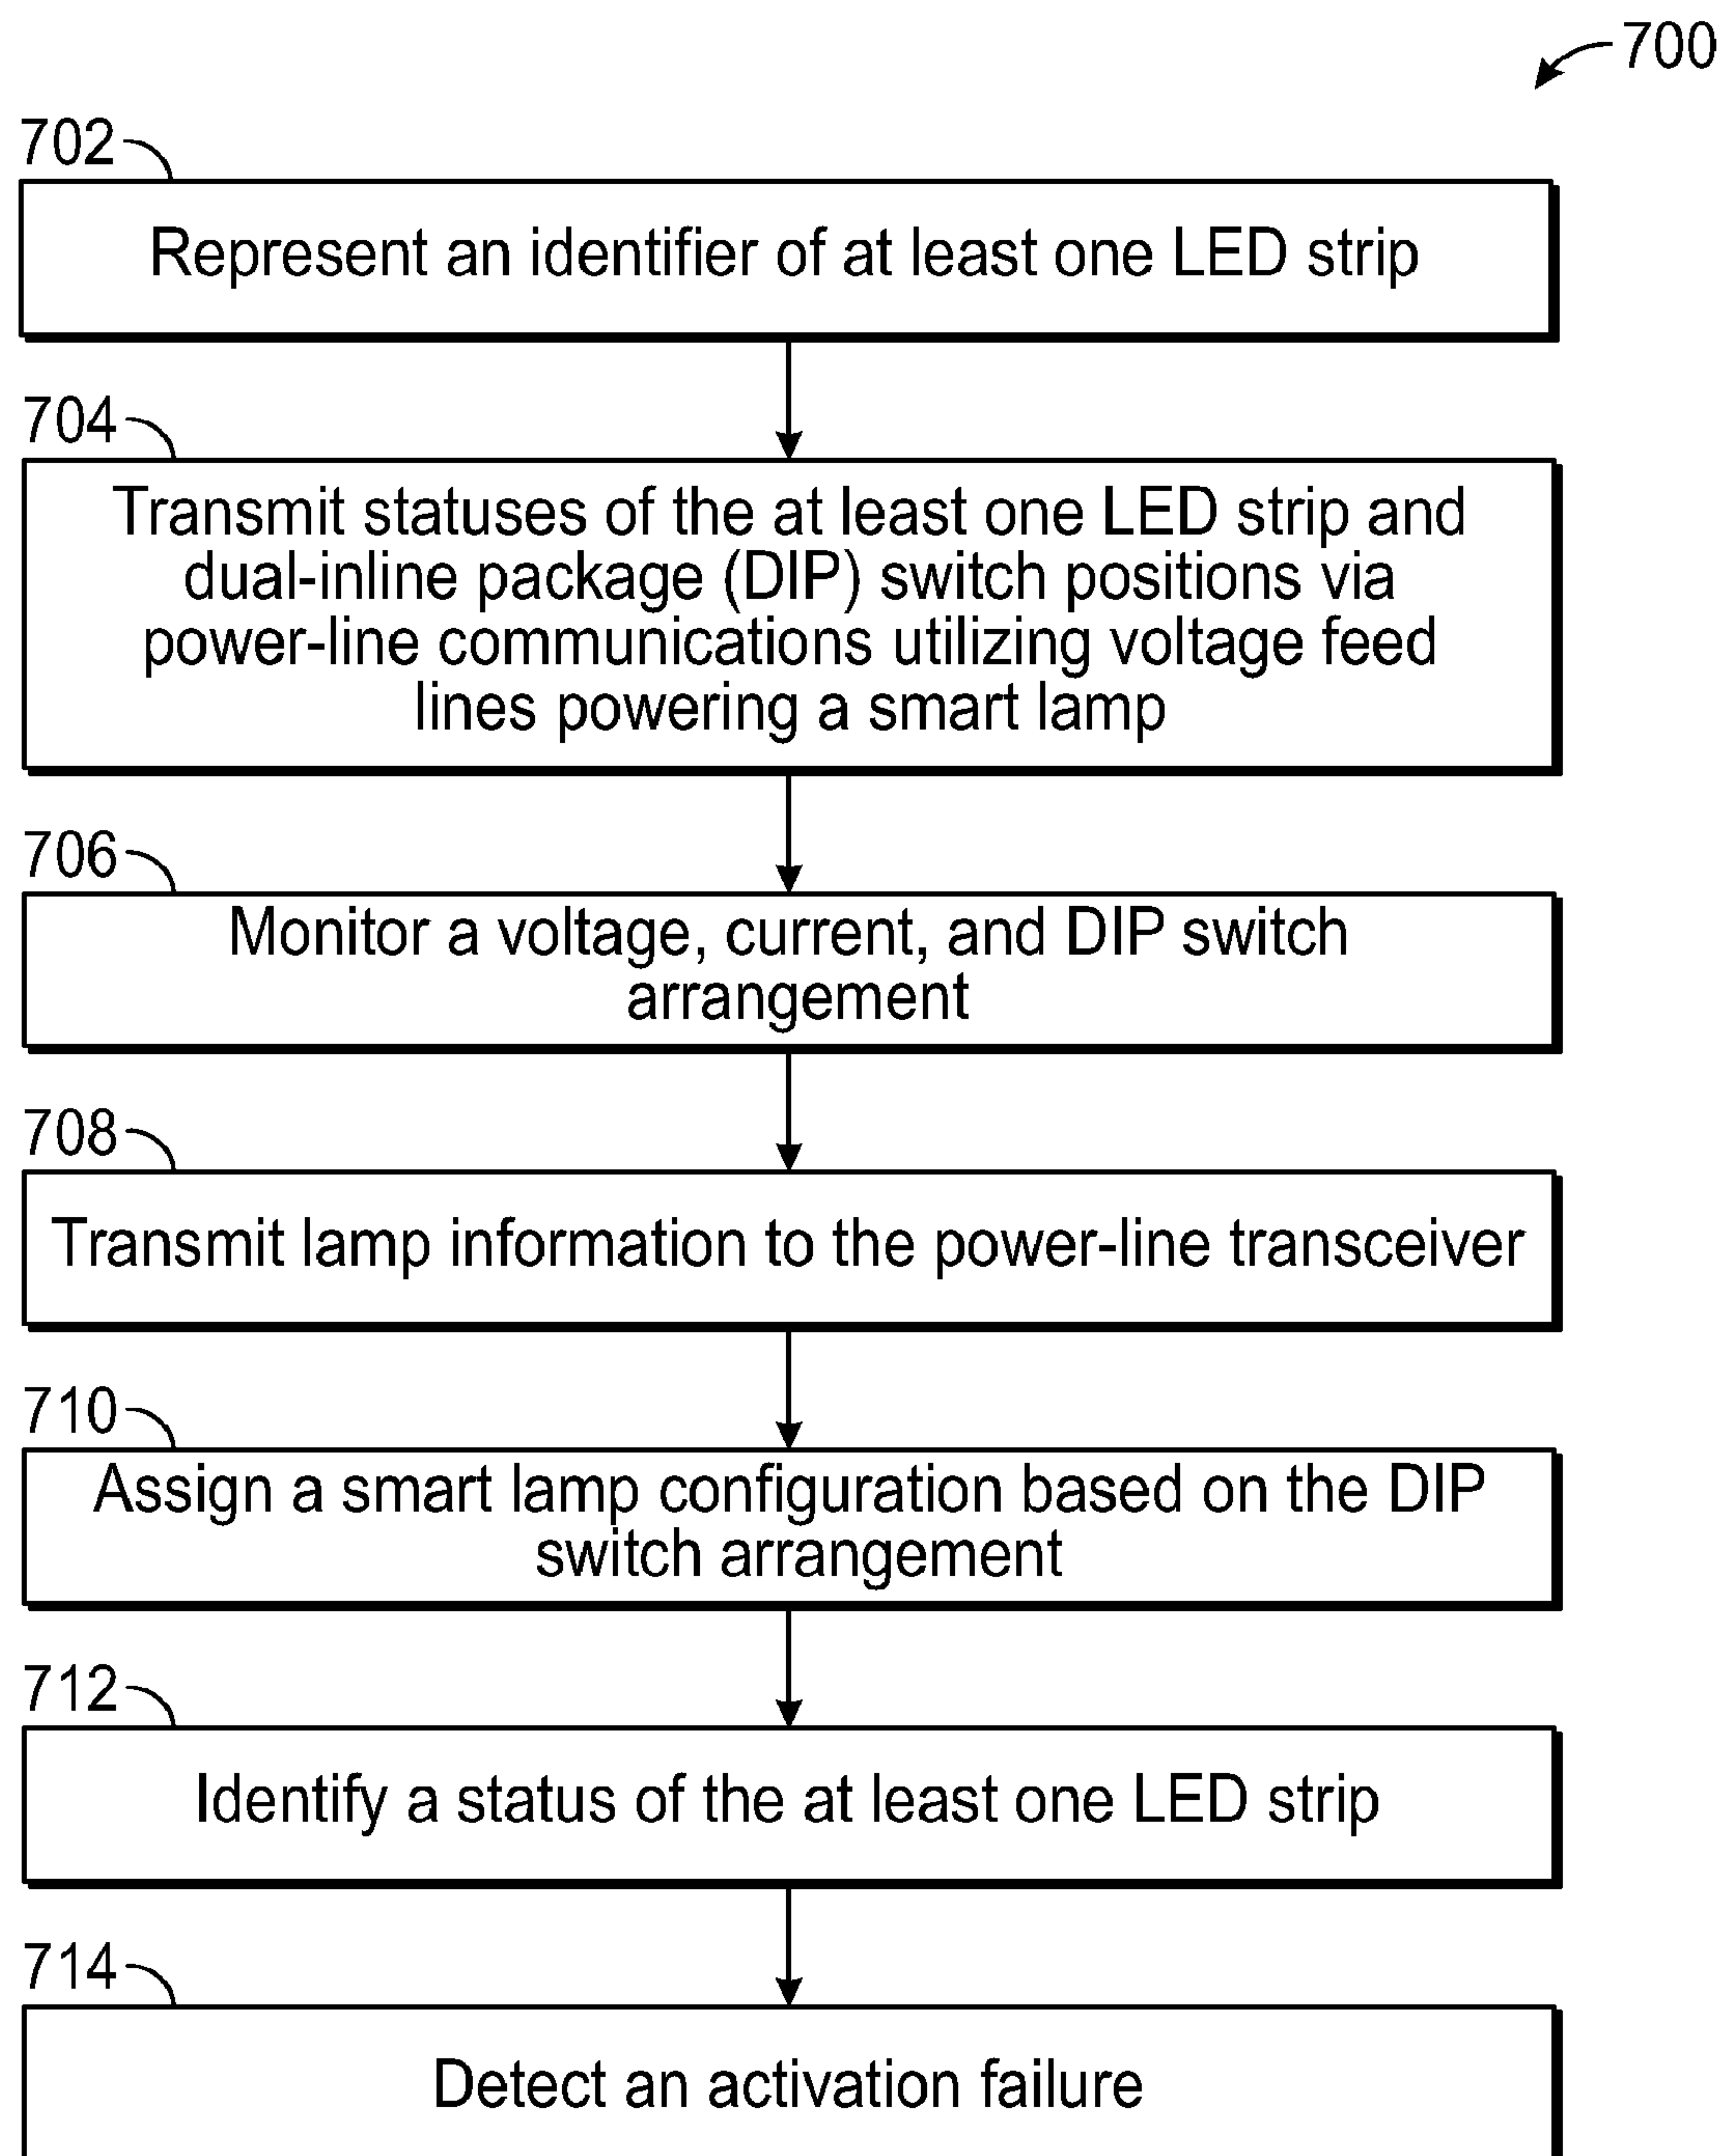 700
702
Represent an identifier of at least one LED strip
704
Transmit statuses of the at least one LED strip and
dual-inline package (DIP) switch positions via
power-line communications utilizing voltage feed
lines powering a smart lamp
706
Monitor a voltage, current, and DIP switch
arrangement
708
Transmit lamp information to the power-line transceiver
710
Assign a smart lamp configuration based on the DIP
switch arrangement
712
Identify a status of the at least one LED strip
714
Detect an activation failure